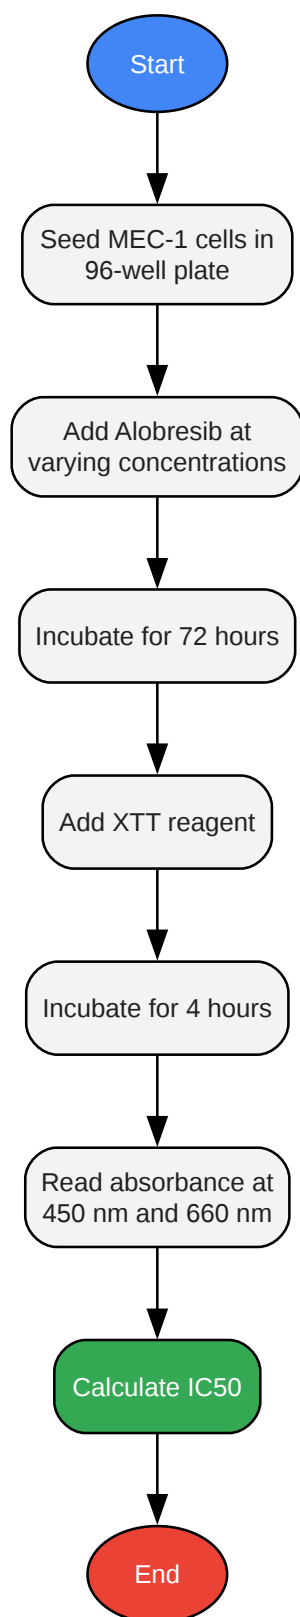 Start
Seed MEC-1 cells in
96-well plate
Add Alobresib at
varying concentrations
Incubate for 72 hours
Add XTT reagent
Incubate for 4 hours
Read absorbance at
450 nm and 660 nm
Calculate IC50
End